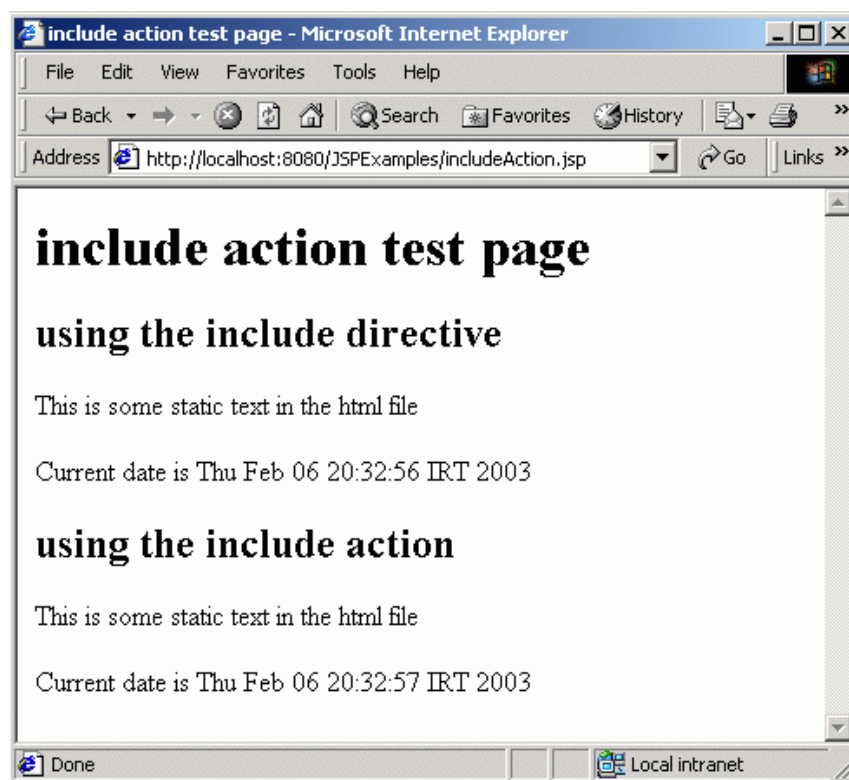 include action test page - Microsoft Internet Explorer
File Edit View Favorites Tools Help
Back Search Favorites History »
Address http://localhost:8080/JSPExamples/includeAction.jsp Go Links »
include action test page
using the include directive
This is some static text in the html file
Current date is Thu Feb 06 20:32:56 IRT 2003
using the include action
This is some static text in the html file
Current date is Thu Feb 06 20:32:57 IRT 2003
Done Local intranet